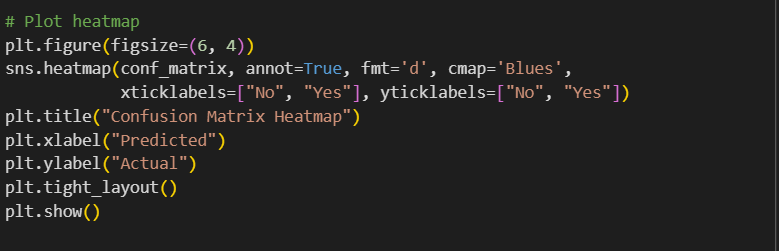 # Plot heatmap
plt.figure(figsize=(6, 4))
sns.heatmap(conf_matrix, annot=True, fmt='d', cmap='Blues',
            xticklabels=["No", "Yes"], yticklabels=["No", "Yes"])
plt.title("Confusion Matrix Heatmap")
plt.xlabel("Predicted")
plt.ylabel("Actual")
plt.tight_layout()
plt.show()